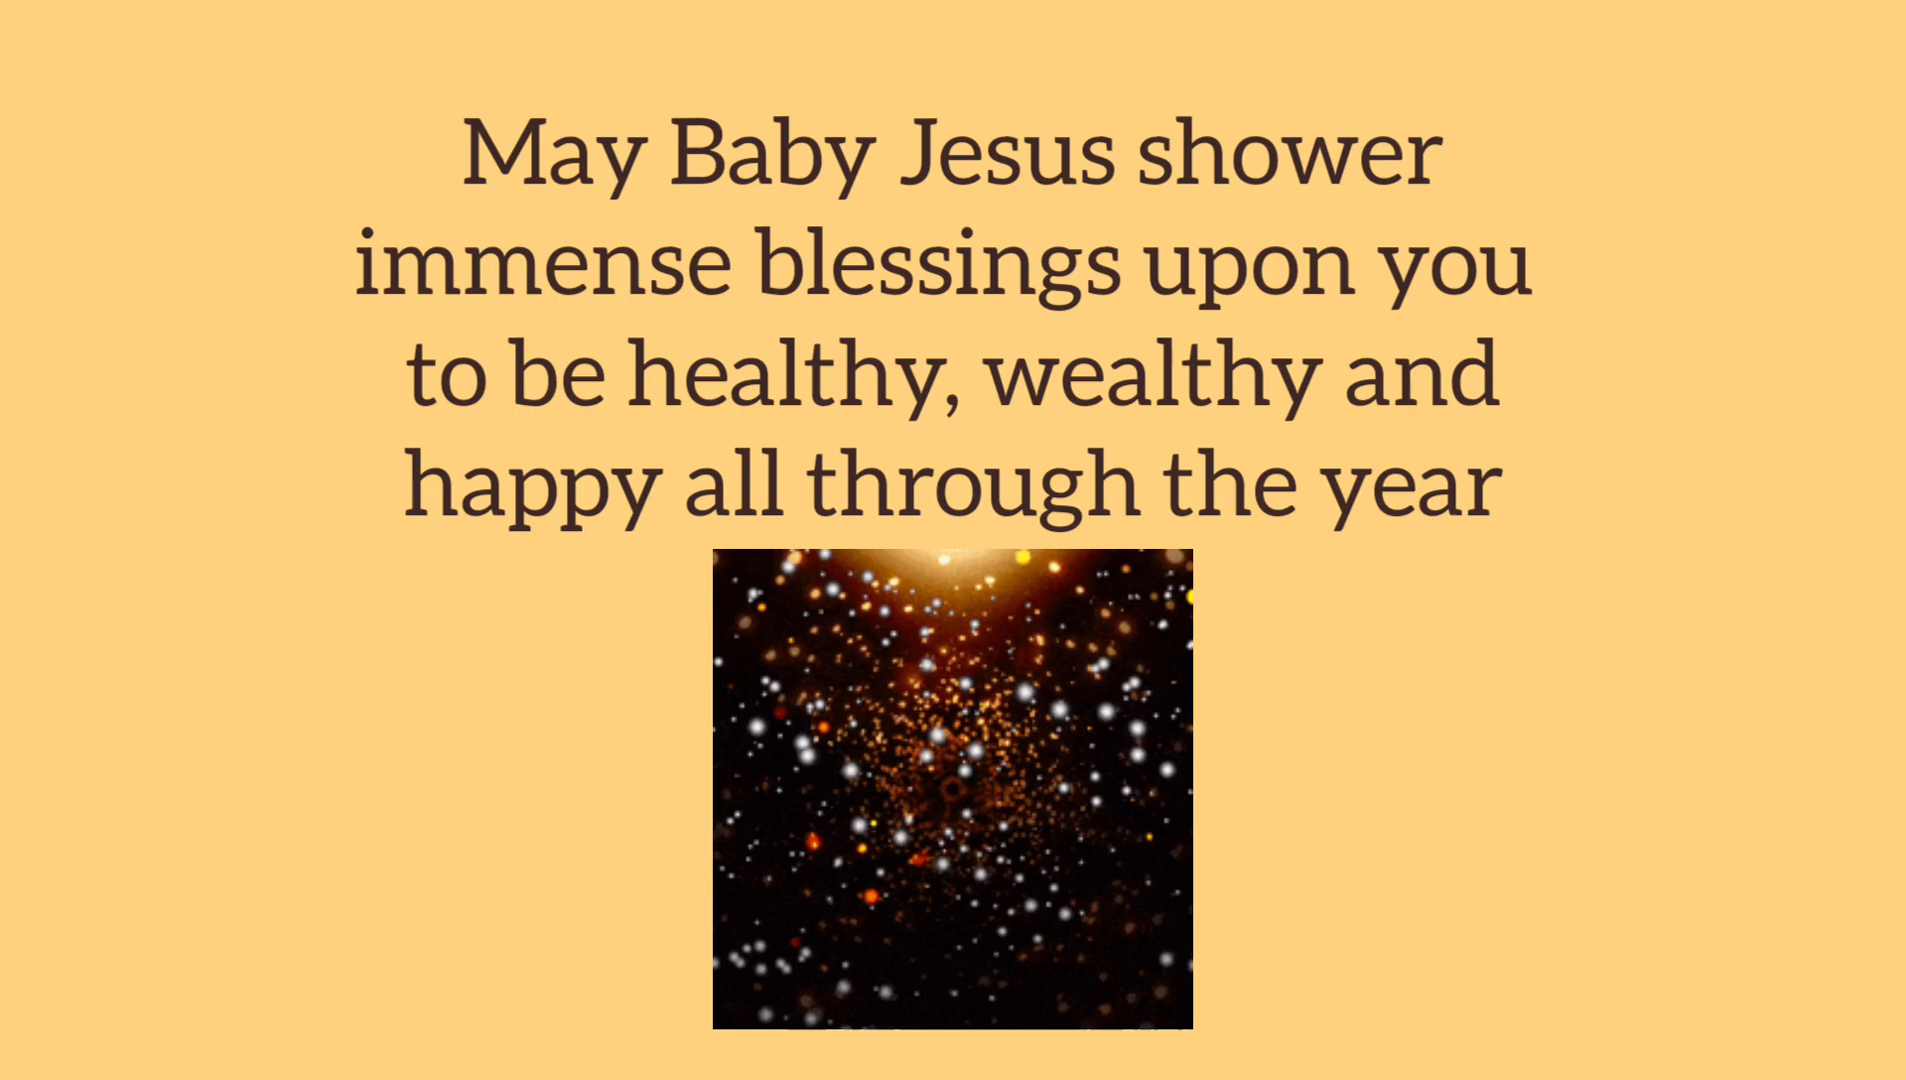 May Baby Jesus shower
immense blessings upon you
to be healthy, wealthy and
happy all through the year